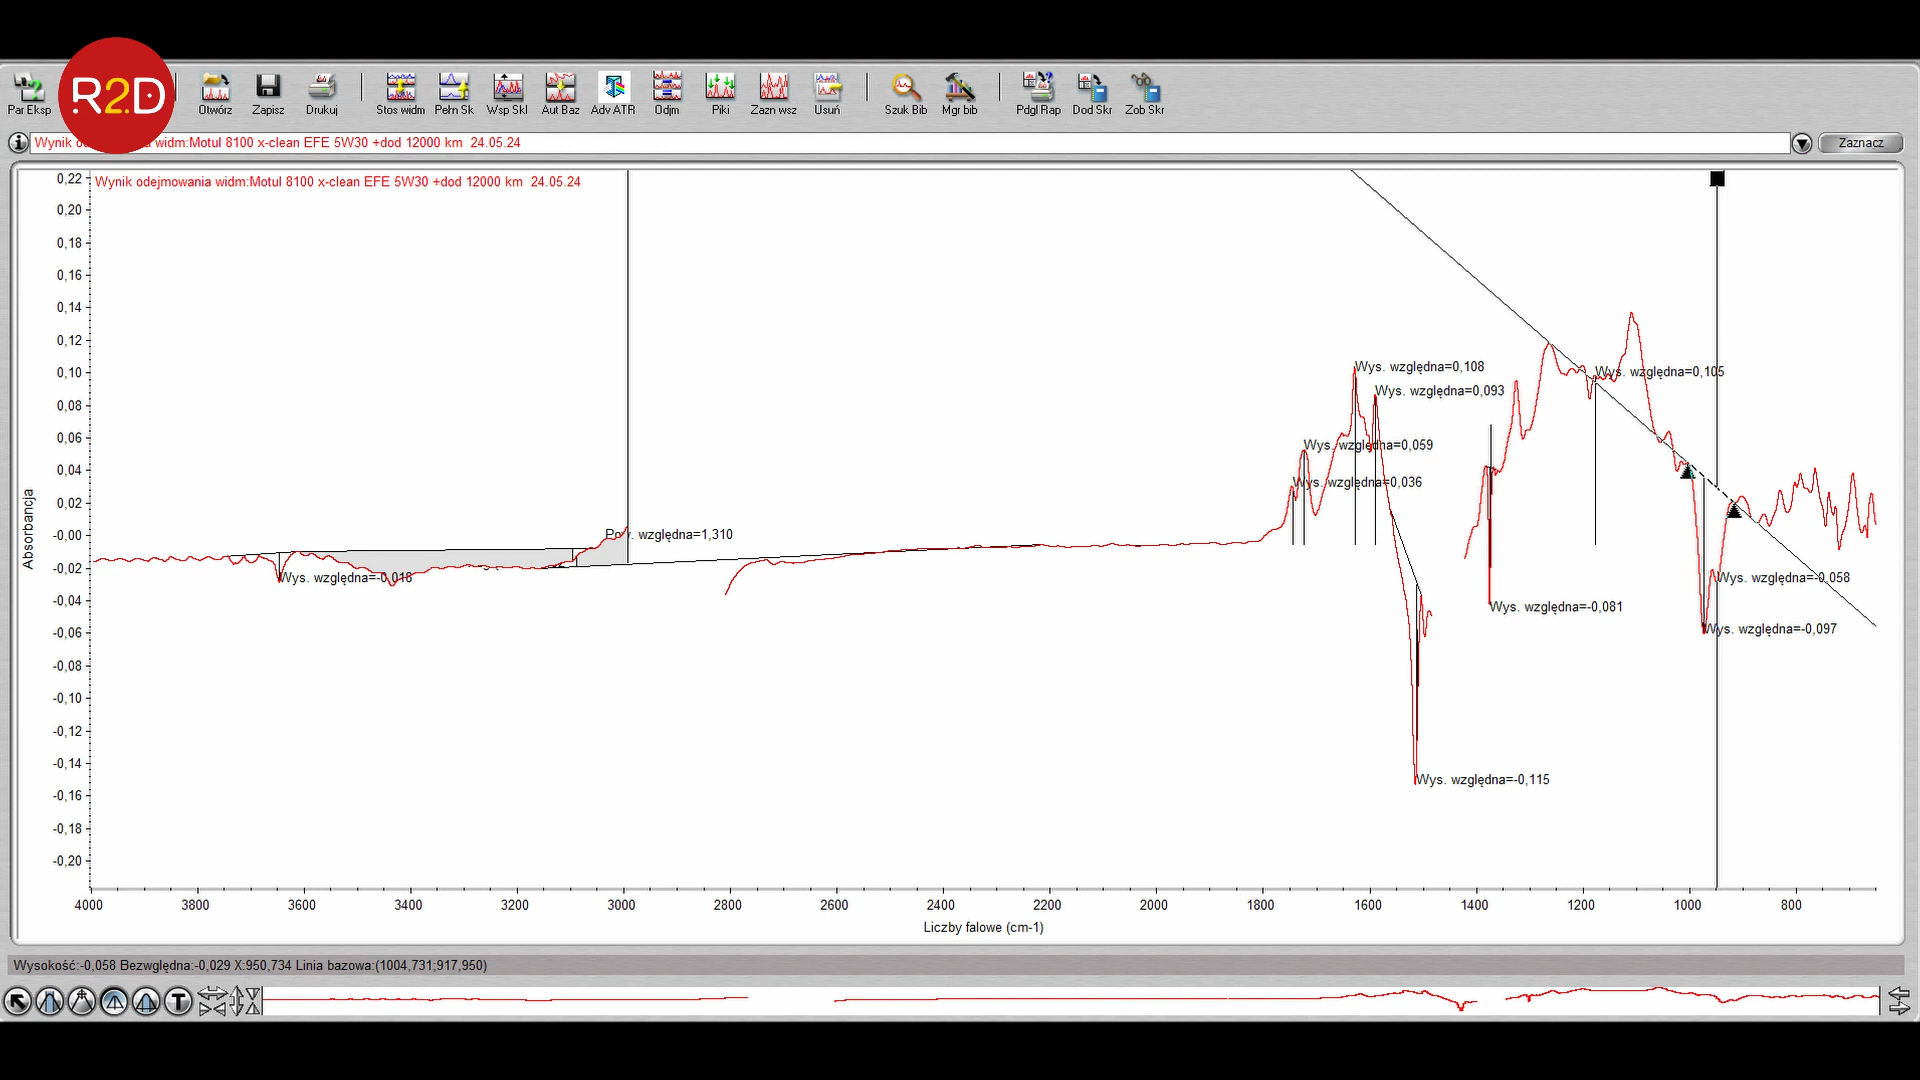 R2D
Par Eksp Otwórz Zapisz Drukuj Stos widm Pełn Sk Wsp Skl Aut Baz Adv ATR Odjm Piki Zazn wsz Usuń Szuk Bib Mgr bib Pdgl Rap Dod Skr Zob Skr
Wynik widm:Motul 8100 x-clean EFE 5W30 +dod 12000 km 24.05.24
Zaznacz
Wynik odejmowania widm:Motul 8100 x-clean EFE 5W30 +dod 12000 km 24.05.24
0,22
0,20
0,18
0,16
0,14
0,12
0,10
0,08
0,06
0,04
0,02
-0,00
-0,02
-0,04
-0,06
-0,08
-0,10
-0,12
-0,14
-0,16
-0,18
-0,20
Absorbancja
Wys. względna=0,108
Wys. względna=0,105
Wys. względna=0,093
Wys. względna=0,059
Wys. względna=0,036
względna=1,310
Wys. względna=-0,018
Wys. względna=-0,058
Wys. względna=-0,081
Wys. względna=-0,097
Wys. względna=-0,115
4000 3800 3600 3400 3200 3000 2800 2600 2400 2200 2000 1800 1600 1400 1200 1000 800
Liczby falowe (cm-1)
Wysokość:-0,058 Bezwględna:-0,029 X:950,734 Linia bazowa:(1004,731;917,950)
T